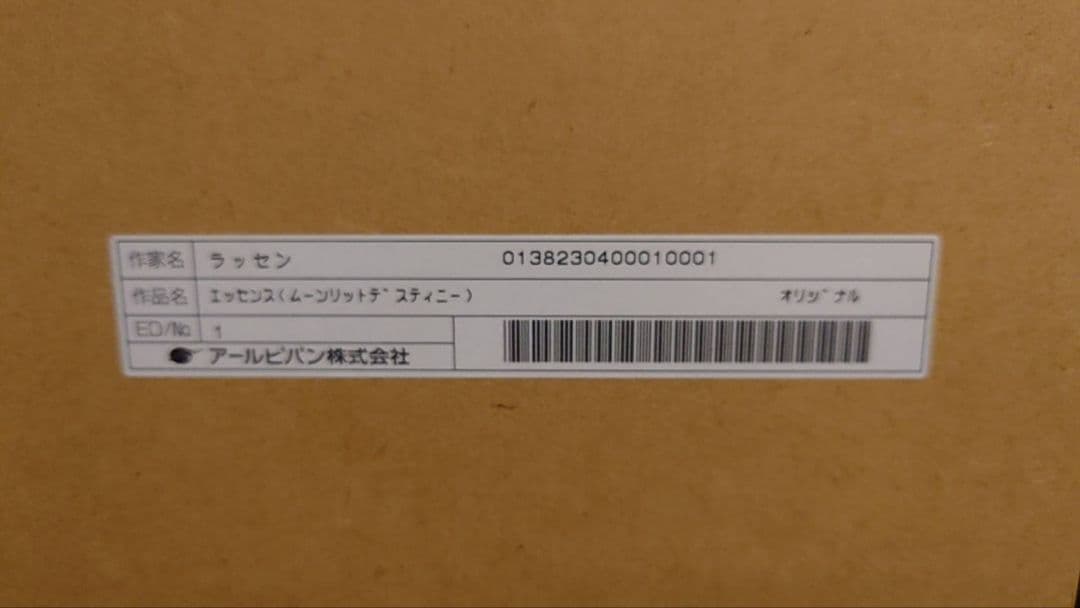 作家名 ラッセン 0138230400010001
作品名 エッセンス(ムーンリットデスティニー) オリジナル
ED/No 1
アールビバン株式会社